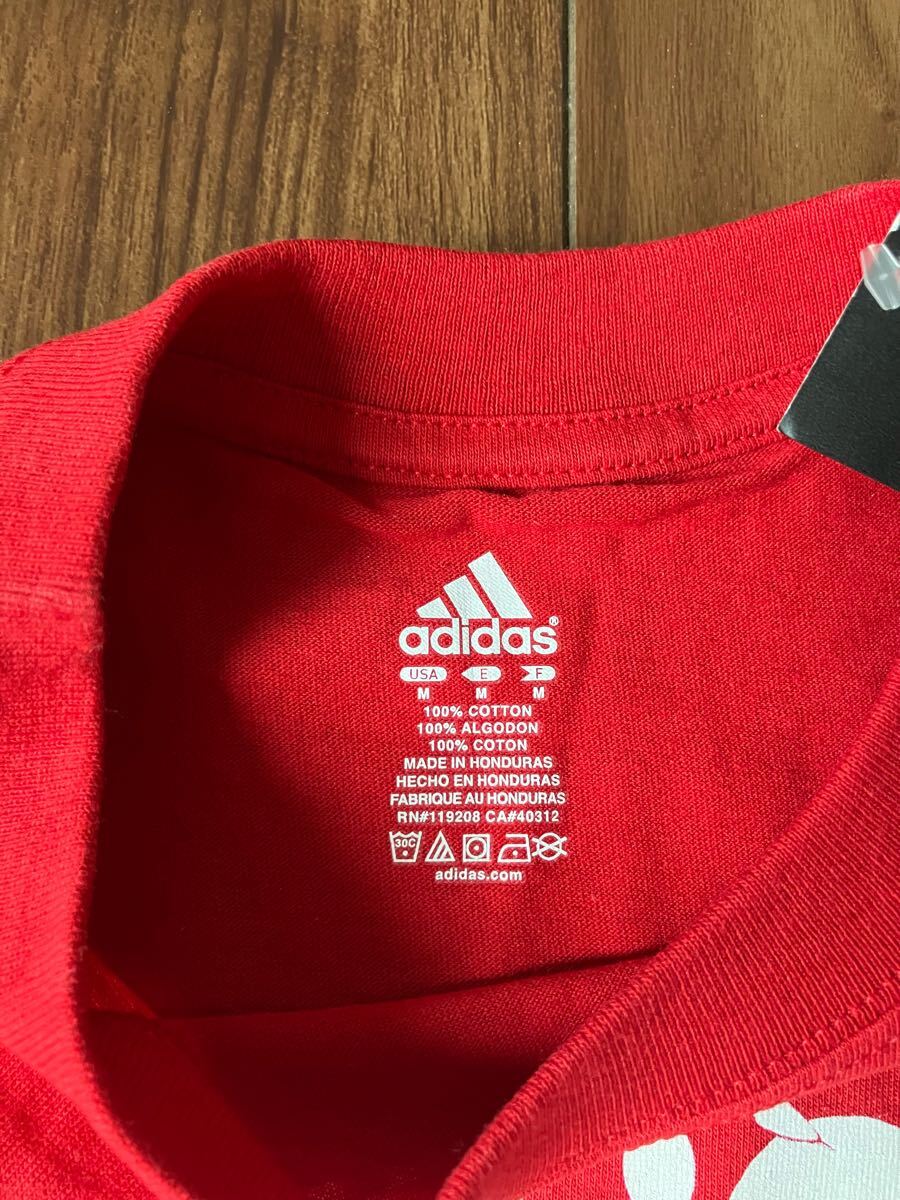 adidas®
USA E F
M M M
100% COTTON
100% ALGODON
100% COTON
MADE IN HONDURAS
HECHO EN HONDURAS
FABRIQUE AU HONDURAS
RN#119208 CA#40312
30C
adidas.com